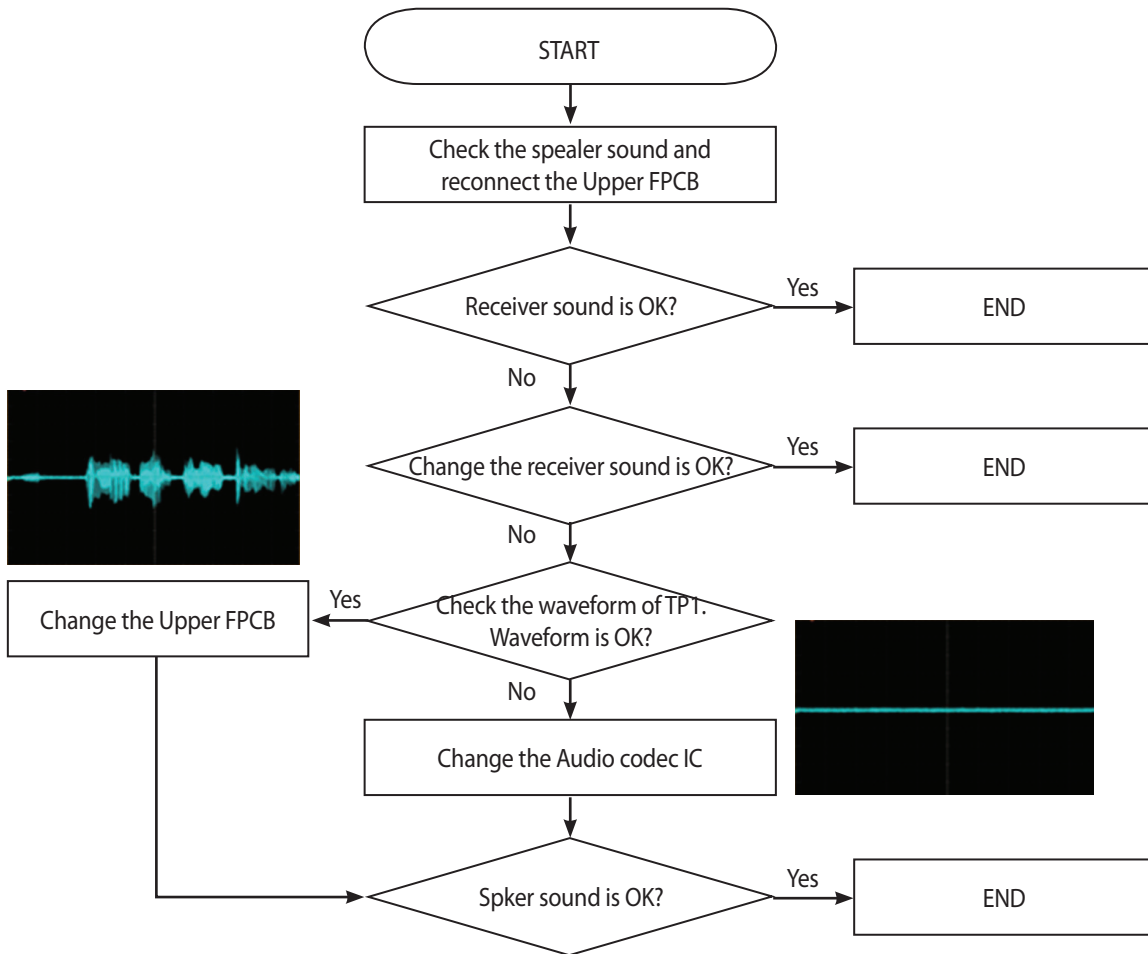 START
Check the spealer sound and
reconnect the Upper FPCB
Receiver sound is OK?
Yes
END
No
Change the receiver sound is OK?
Yes
END
No
Check the waveform of TP1.
Waveform is OK?
Yes
Change the Upper FPCB
No
Change the Audio codec IC
Spker sound is OK?
Yes
END